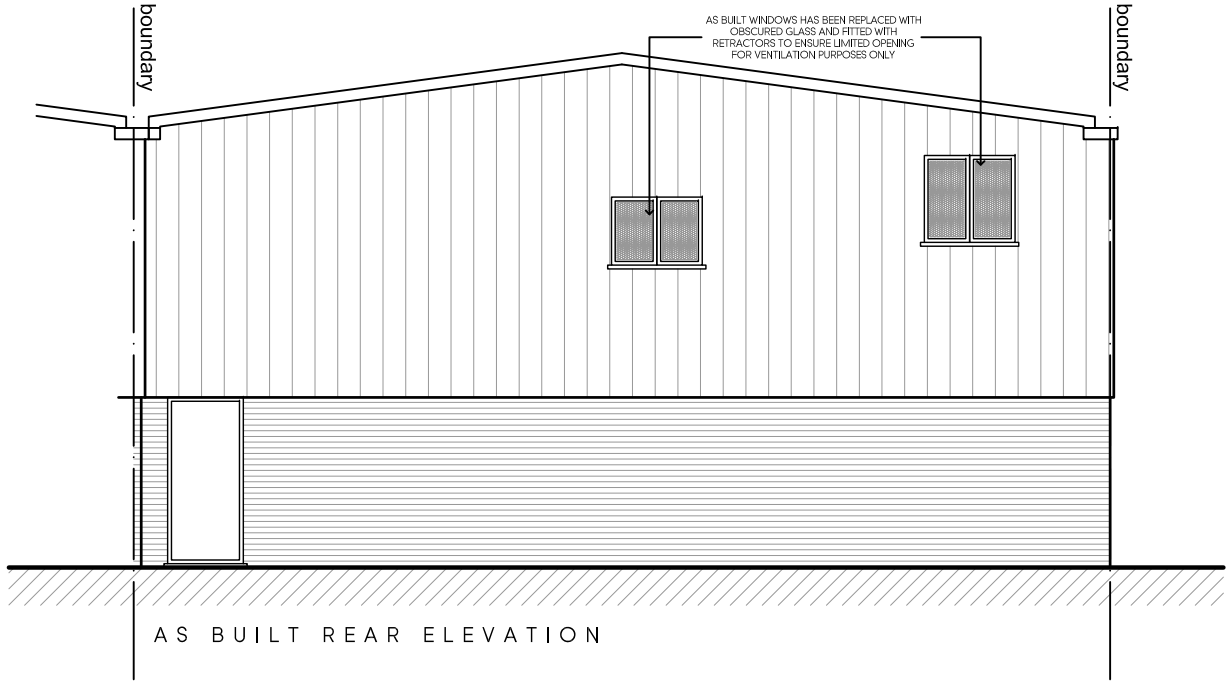 boundary
AS BUILT WINDOWS HAS BEEN REPLACED WITH
OBSCURED GLASS AND FITTED WITH
RETRACTORS TO ENSURE LIMITED OPENING
FOR VENTILATION PURPOSES ONLY
boundary
AS BUILT REAR ELEVATION